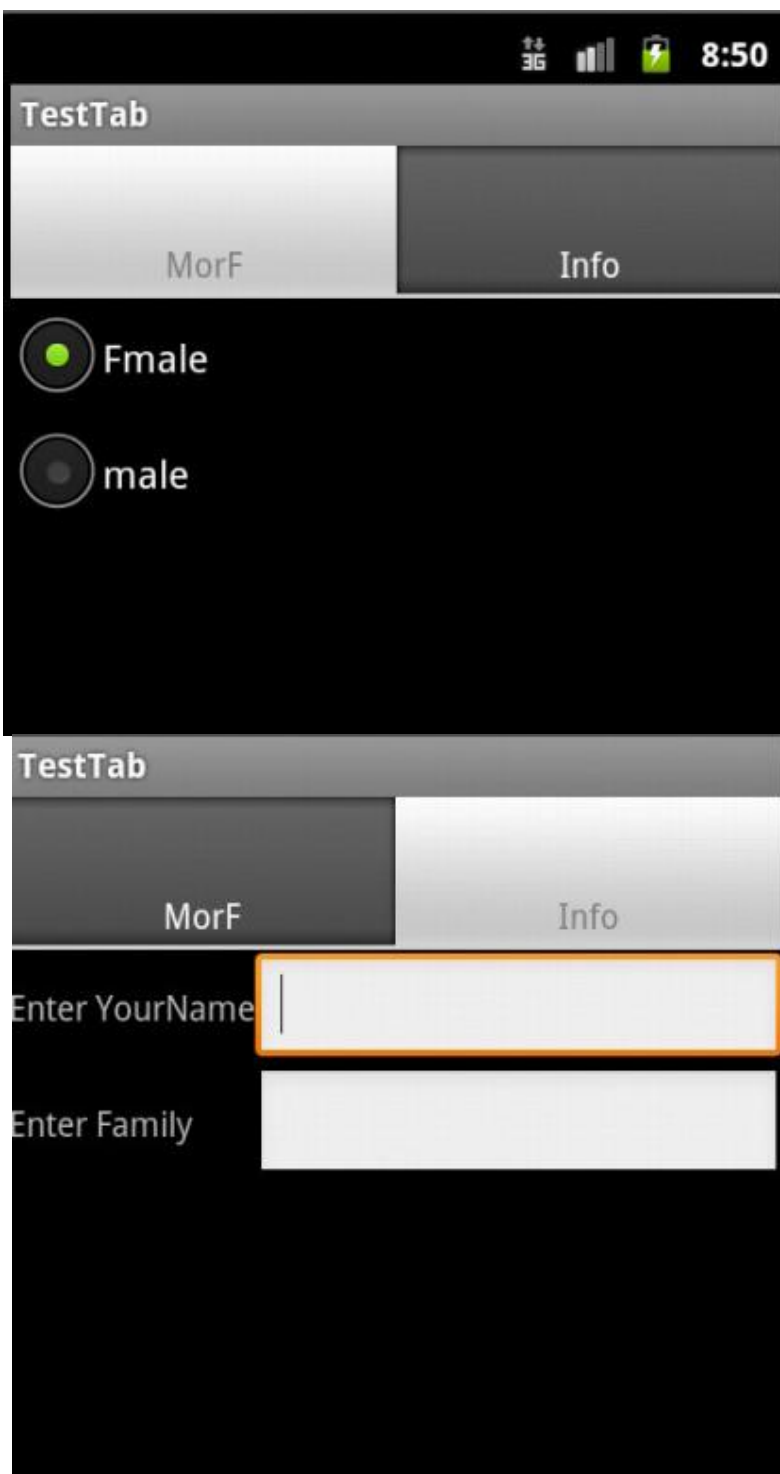 3G 8:50
TestTab
MorF Info
Fmale
male
TestTab
MorF Info
Enter YourName
Enter Family